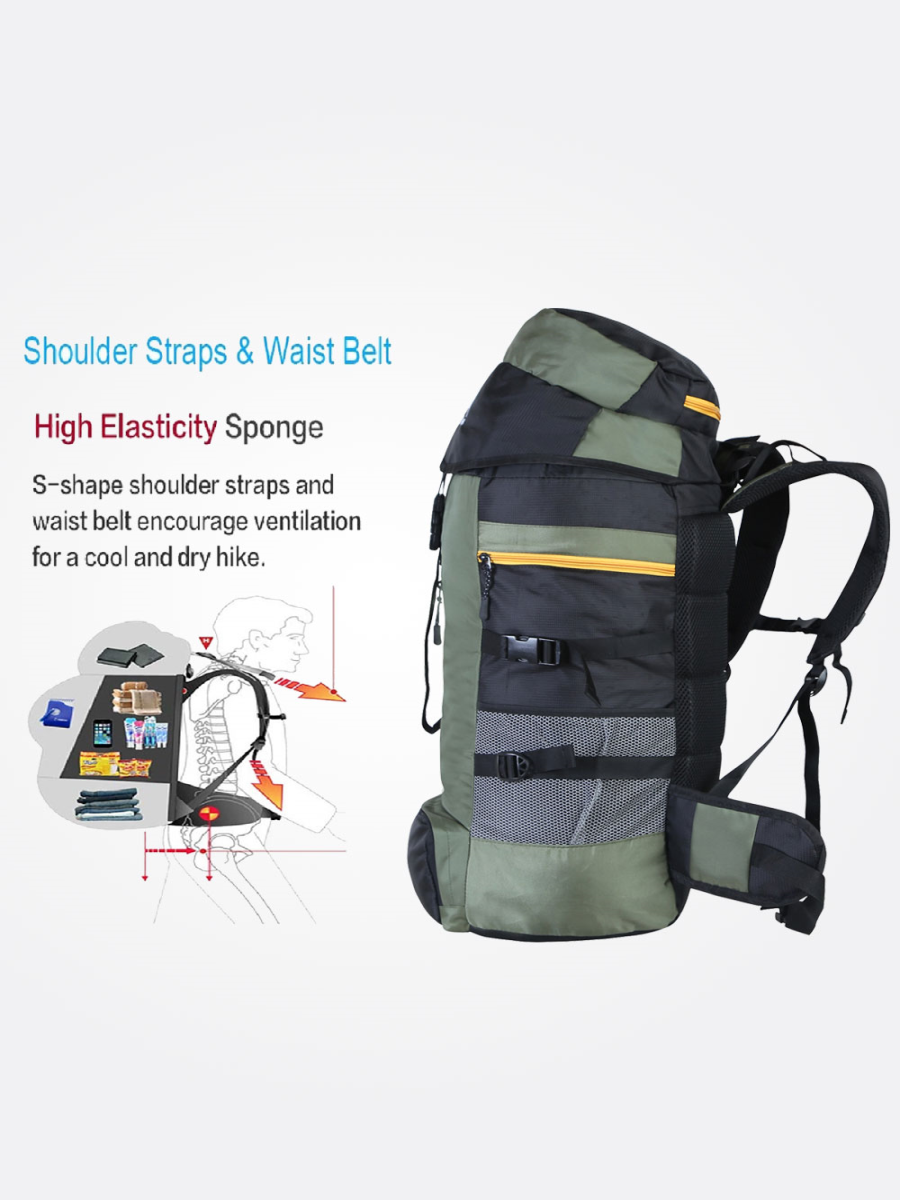 Shoulder Straps & Waist Belt
High Elasticity Sponge
S-shape shoulder straps and
waist belt encourage ventilation
for a cool and dry hike.
H